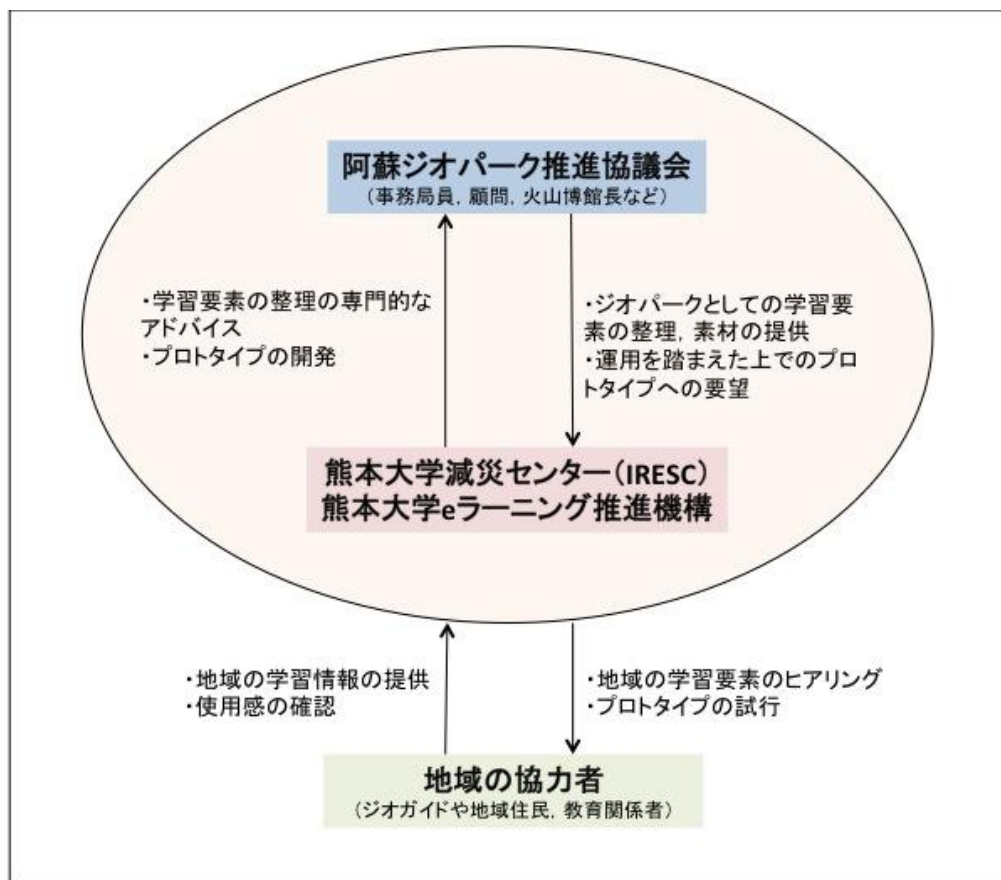 阿蘇ジオパーク推進協議会
（事務局員, 顧問, 火山博館長など）
・学習要素の整理の専門的な
アドバイス
・プロトタイプの開発
・ジオパークとしての学習要
素の整理, 素材の提供
・運用を踏まえた上でのプロ
トタイプへの要望
熊本大学減災センター（IRESC）
熊本大学eラーニング推進機構
・地域の学習情報の提供
・使用感の確認
・地域の学習要素のヒアリング
・プロトタイプの試行
地域の協力者
（ジオガイドや地域住民, 教育関係者）